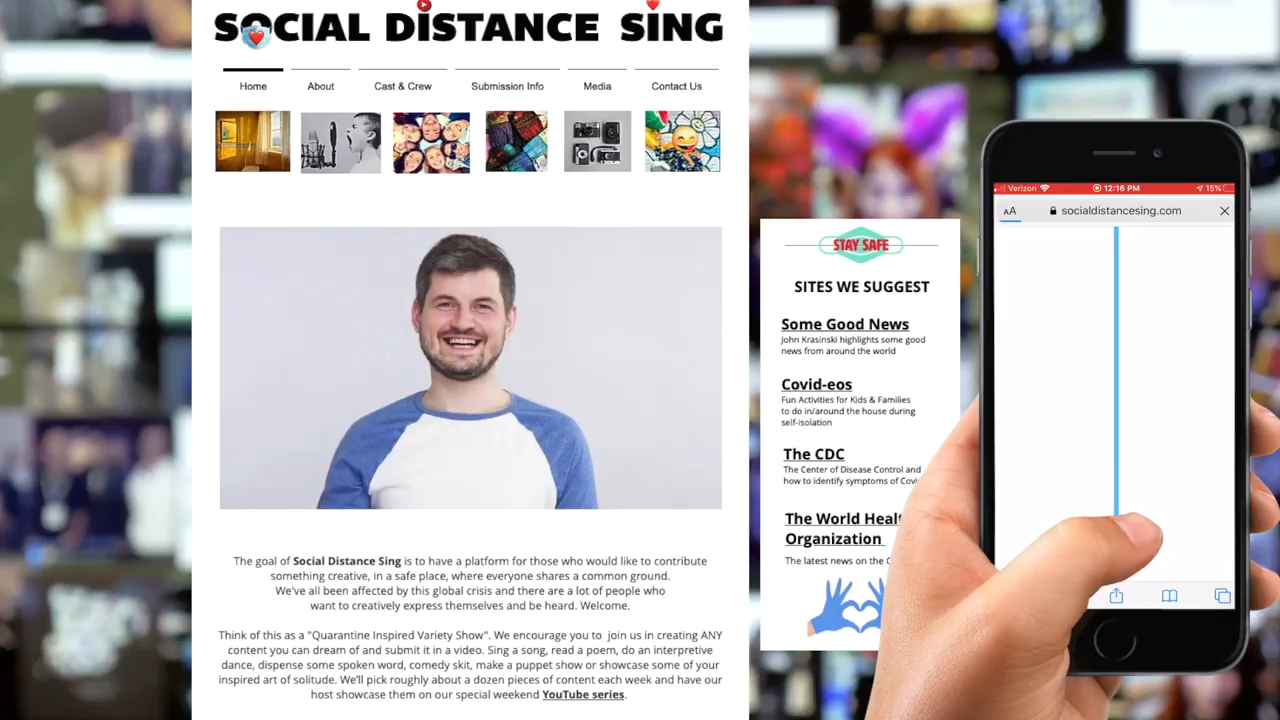 SOCIAL DISTANCE SING
Home About Cast & Crew Submission Info Media Contact Us
The goal of Social Distance Sing is to have a platform for those who would like to contribute
something creative, in a safe place, where everyone shares a common ground.
We've all been affected by this global crisis and there are a lot of people who
want to creatively express themselves and be heard. Welcome.
Think of this as a "Quarantine Inspired Variety Show". We encourage you to join us in creating ANY
content you can dream of and submit it in a video. Sing a song, read a poem, do an interpretive
dance, dispense some spoken word, comedy skit, make a puppet show or showcase some of your
inspired art of solitude. We'll pick roughly about a dozen pieces of content each week and have our
host showcase them on our special weekend YouTube series.
STAY SAFE
SITES WE SUGGEST
Some Good News
John Krasinski highlights some good
news from around the world
Covid-eos
Fun Activities for Kids & Families
to do in/around the house during
self-isolation
The CDC
The Center of Disease Control and
how to identify symptoms of Covi
The World Healt
Organization
The latest news on the C
Verizon 12:16 PM 15%
AA socialdistancesing.com